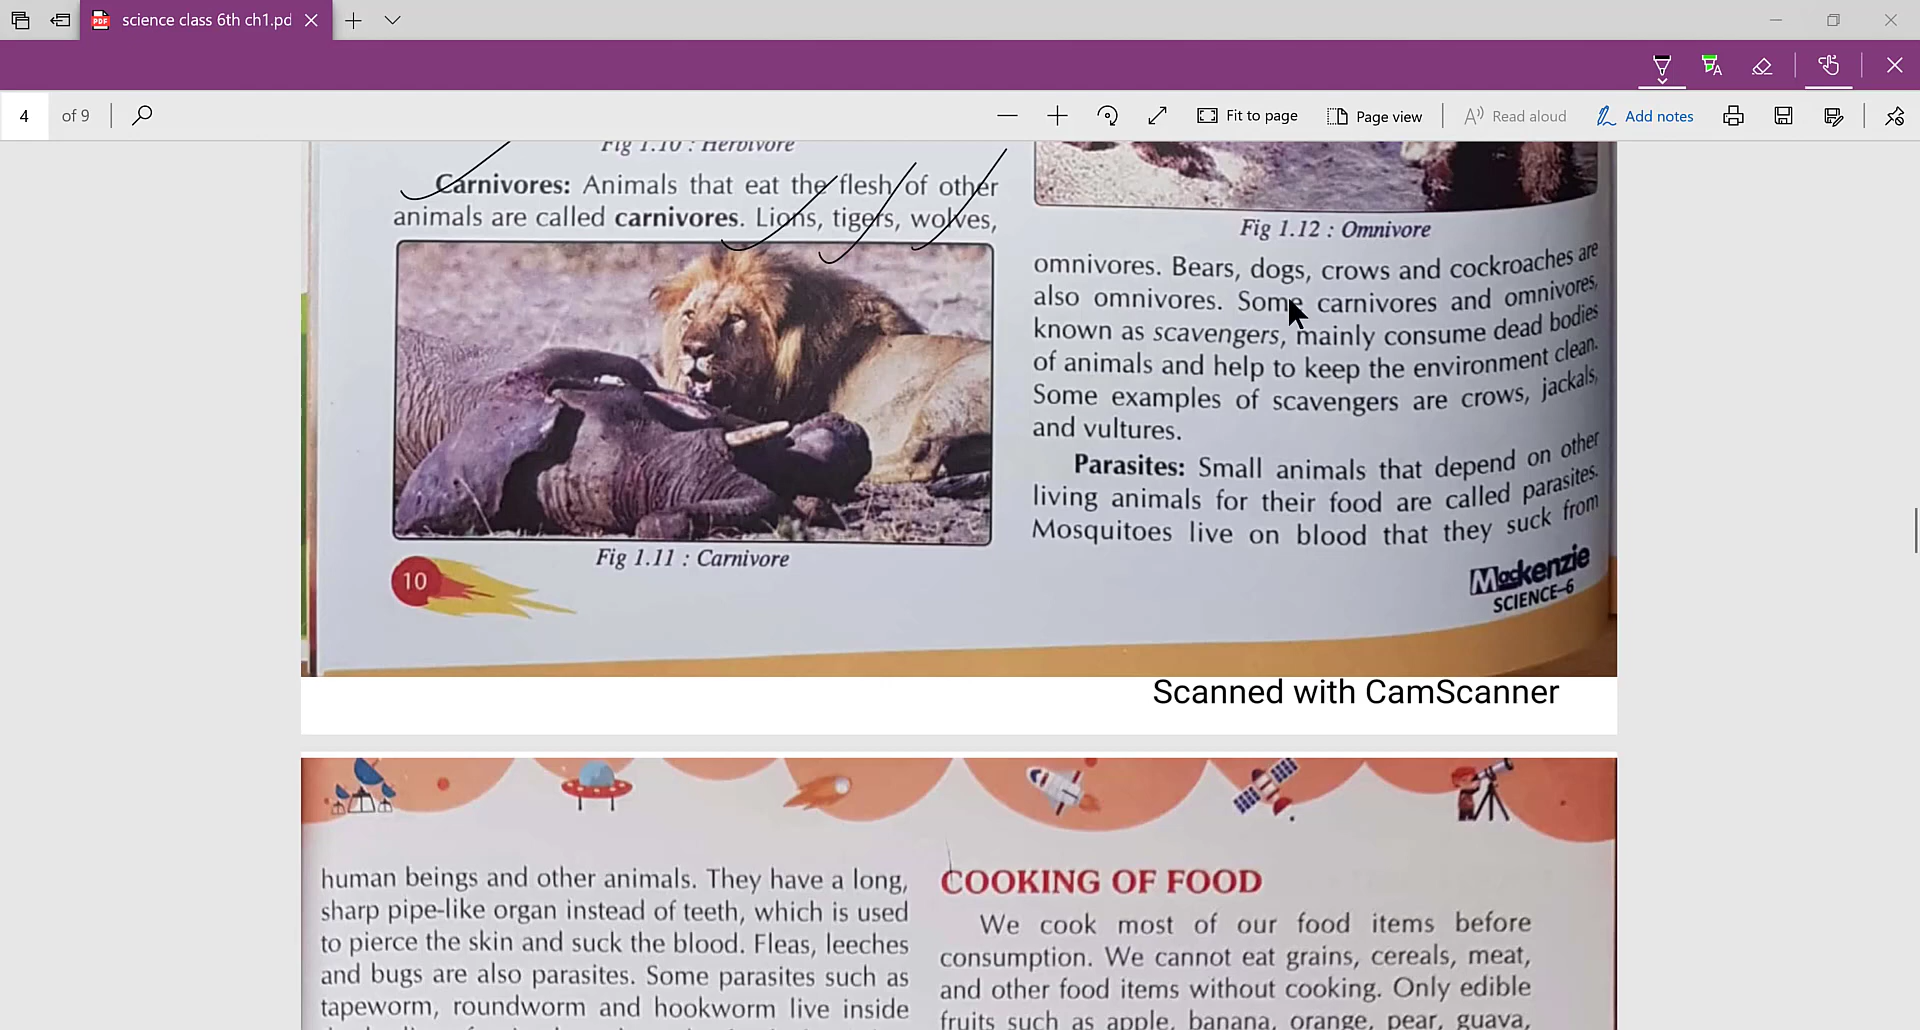 science class 6th ch1.pd
4 of 9
Fit to page
Page view
Read aloud
Add notes
Fig 1.10 : Herbivore
Carnivores: Animals that eat the flesh of other
animals are called carnivores. Lions, tigers, wolves,
Fig 1.11 : Carnivore
10
Fig 1.12 : Omnivore
omnivores. Bears, dogs, crows and cockroaches are
also omnivores. Some carnivores and omnivores,
known as scavengers, mainly consume dead bodies
of animals and help to keep the environment clean.
Some examples of scavengers are crows, jackals,
and vultures.
Parasites: Small animals that depend on other
living animals for their food are called parasites.
Mosquitoes live on blood that they suck from
Mackenzie
SCIENCE-6
Scanned with CamScanner
human beings and other animals. They have a long,
sharp pipe-like organ instead of teeth, which is used
to pierce the skin and suck the blood. Fleas, leeches
and bugs are also parasites. Some parasites such as
tapeworm, roundworm and hookworm live inside
COOKING OF FOOD
We cook most of our food items before
consumption. We cannot eat grains, cereals, meat,
and other food items without cooking. Only edible
fruits such as apple, banana, orange, pear, guava,